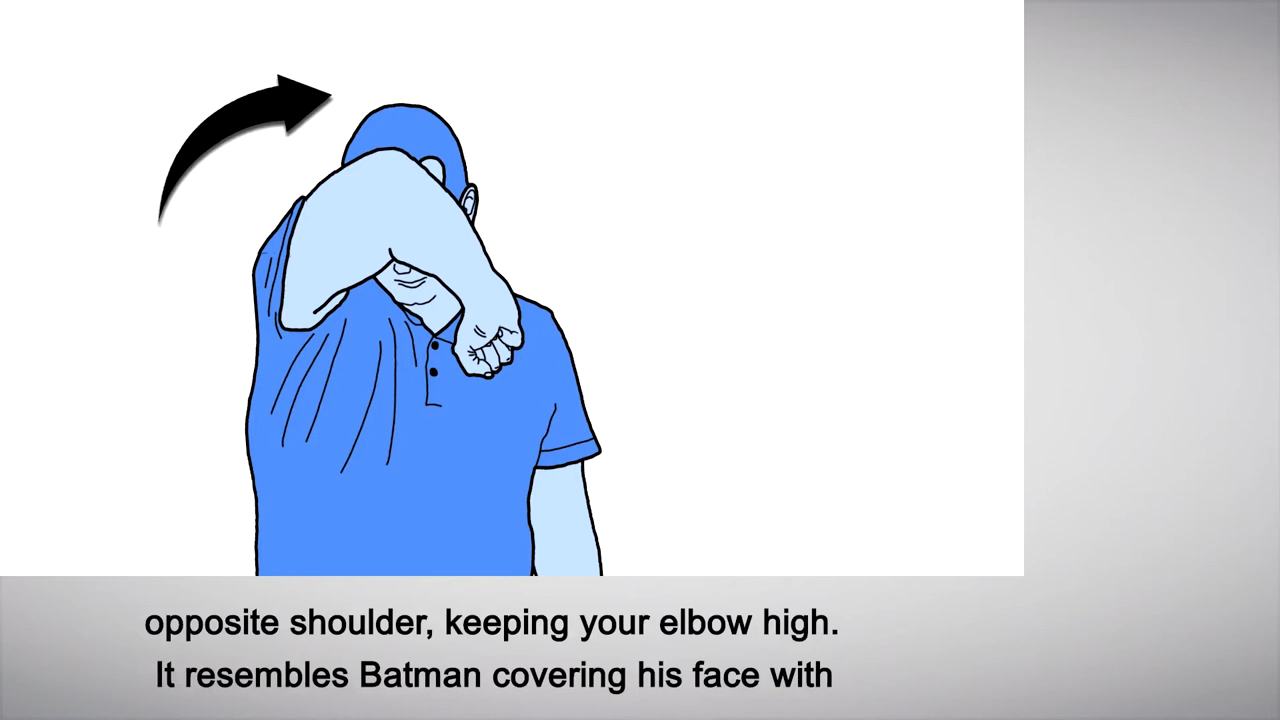 opposite shoulder, keeping your elbow high.
It resembles Batman covering his face with